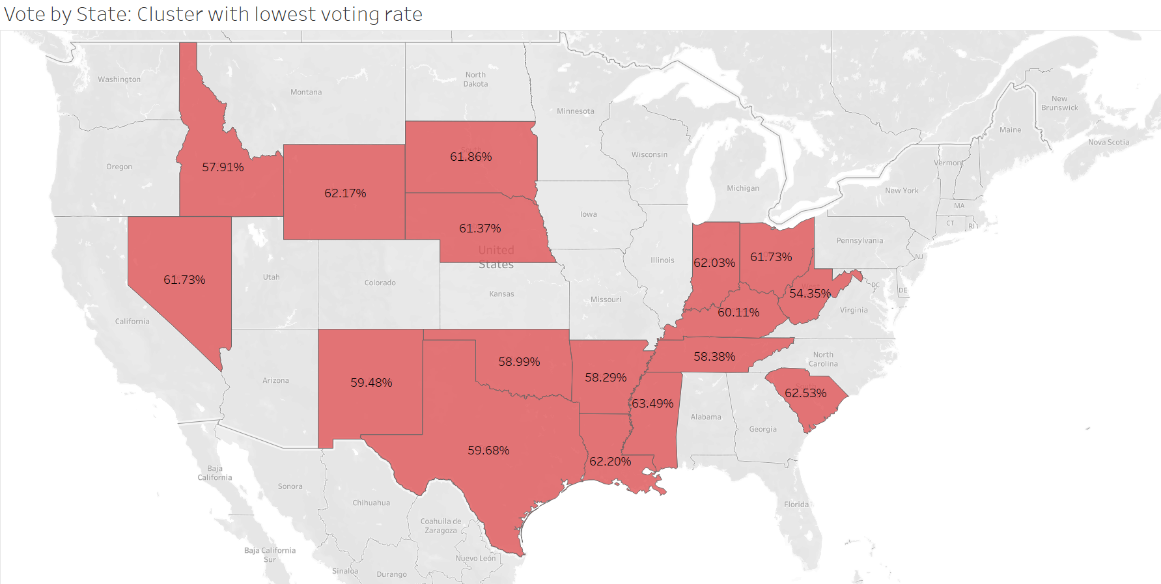 Vote by State: Cluster with lowest voting rate
Washington
Montana
North
Dakota
Minnesota
New
Brunswick
Maine
Nova Scotia
Oregon
57.91%
61.86%
Wisconsin
Michigan
Vermont
New York
62.17%
MA
CT
RI
61.37%
Iowa
United
States
Pennsylvania
NJ
61.73%
Utah
Colorado
Kansas
Illinois
62.03%
61.73%
54.35%
DC
DE
Missouri
60.11%
Virginia
California
Arizona
59.48%
58.99%
58.29%
58.38%
North
Carolina
63.49%
62.53%
Alabama
Georgia
59.68%
62.20%
Baja
California
Sonora
Chihuahua
Coahuila de
Zaragoza
Florida
Baja California
Sur
Sinaloa
Durango
Nuevo León